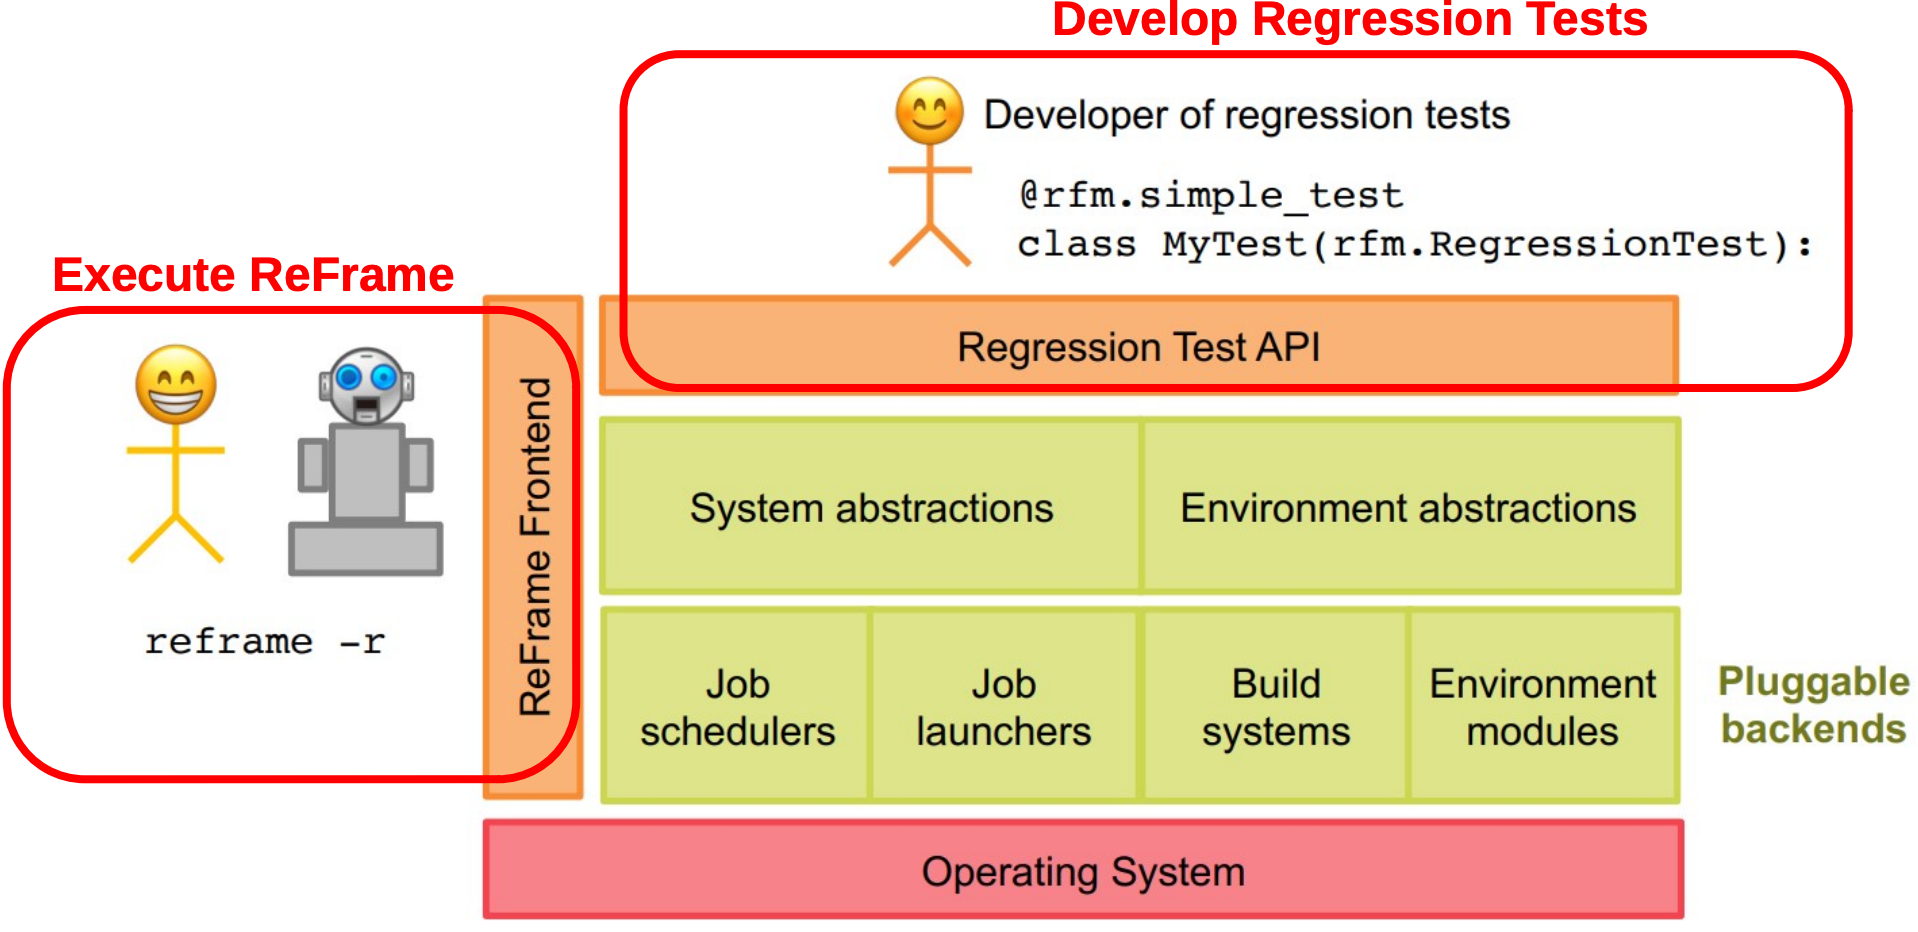 Develop Regression Tests
Developer of regression tests
@rfm.simple_test
class MyTest(rfm.RegressionTest):
Execute ReFrame
reframe -r
ReFrame Frontend
Regression Test API
System abstractions
Environment abstractions
Job
schedulers
Job
launchers
Build
systems
Environment
modules
Pluggable
backends
Operating System